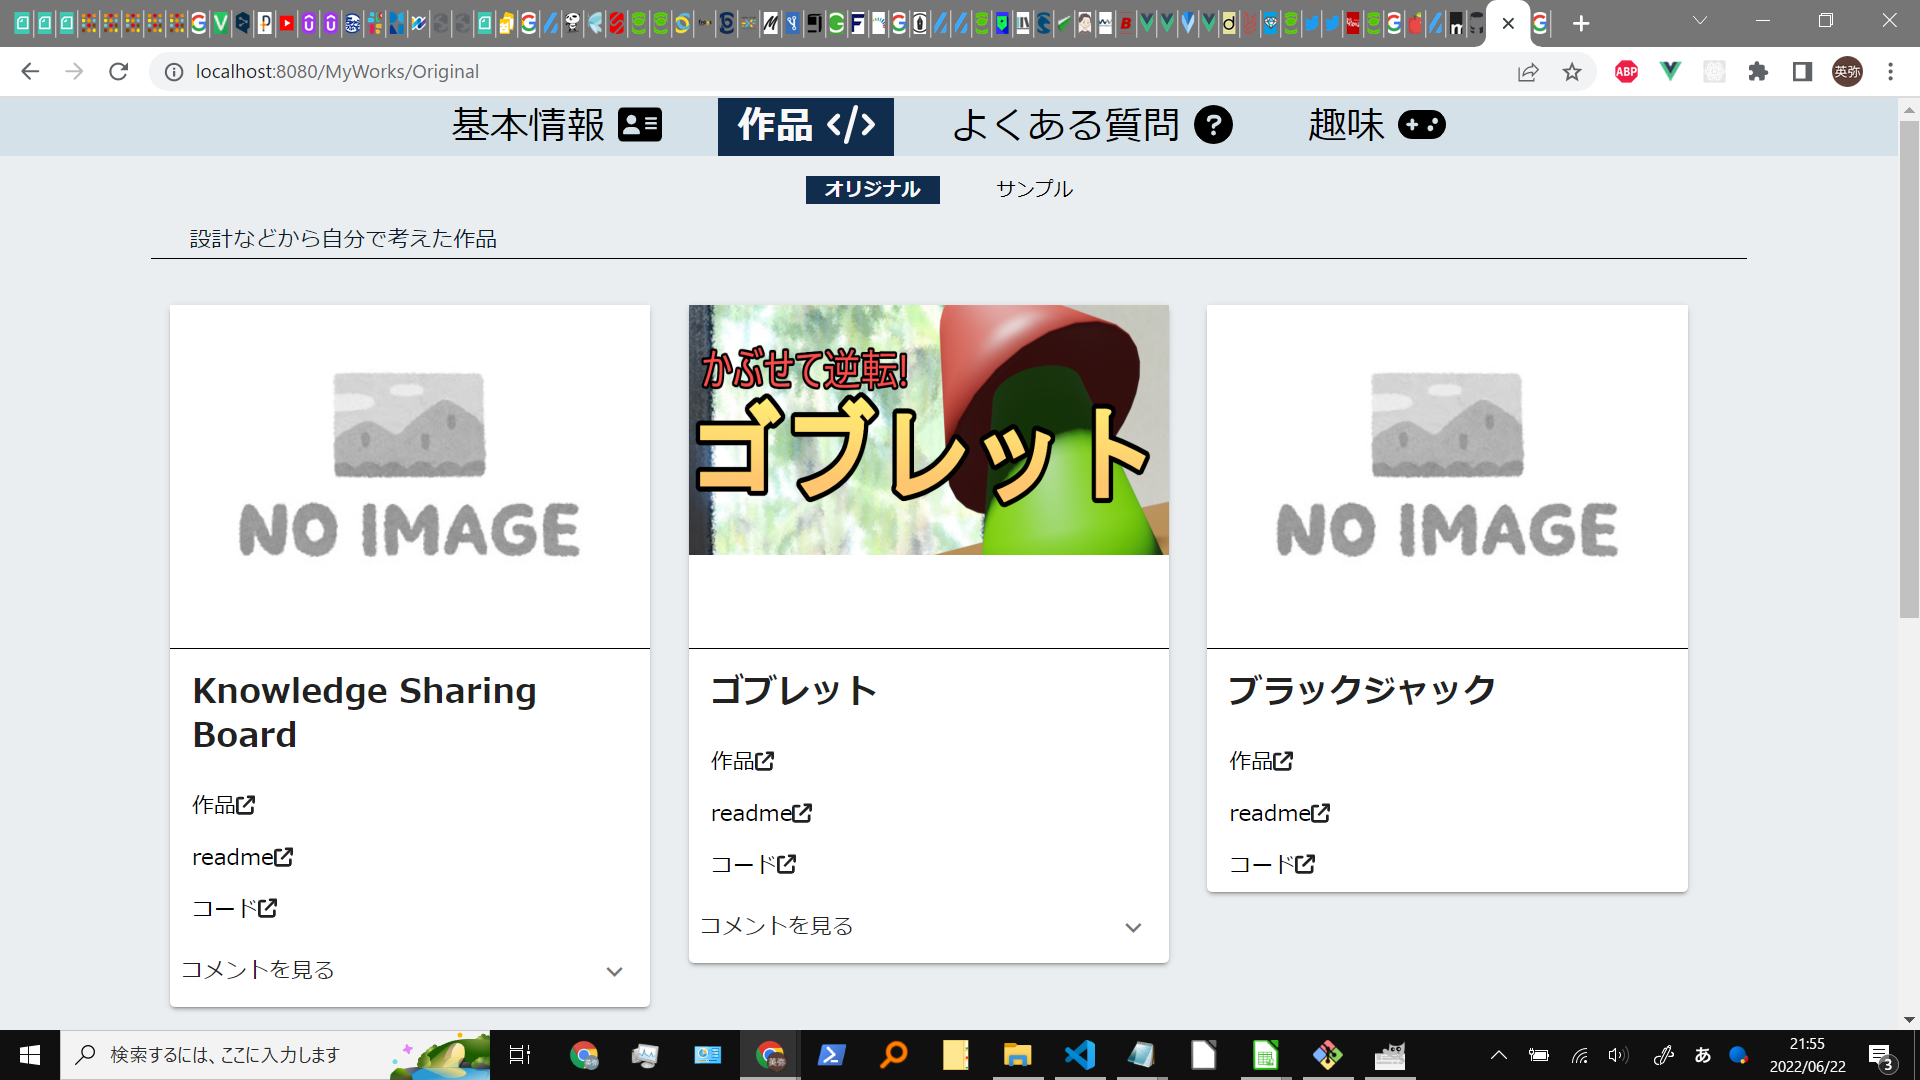 localhost:8080/MyWorks/Original
ABP
英弥
基本情報
作品
よくある質問
趣味
オリジナル
サンプル
設計などから自分で考えた作品
NO IMAGE
かぶせて逆転!
ゴブレット
NO IMAGE
Knowledge Sharing
Board
作品
readme
コード
コメントを見る
ゴブレット
作品
readme
コード
コメントを見る
ブラックジャック
作品
readme
コード
検索するには、ここに入力します
あ
21:55
2022/06/22
3